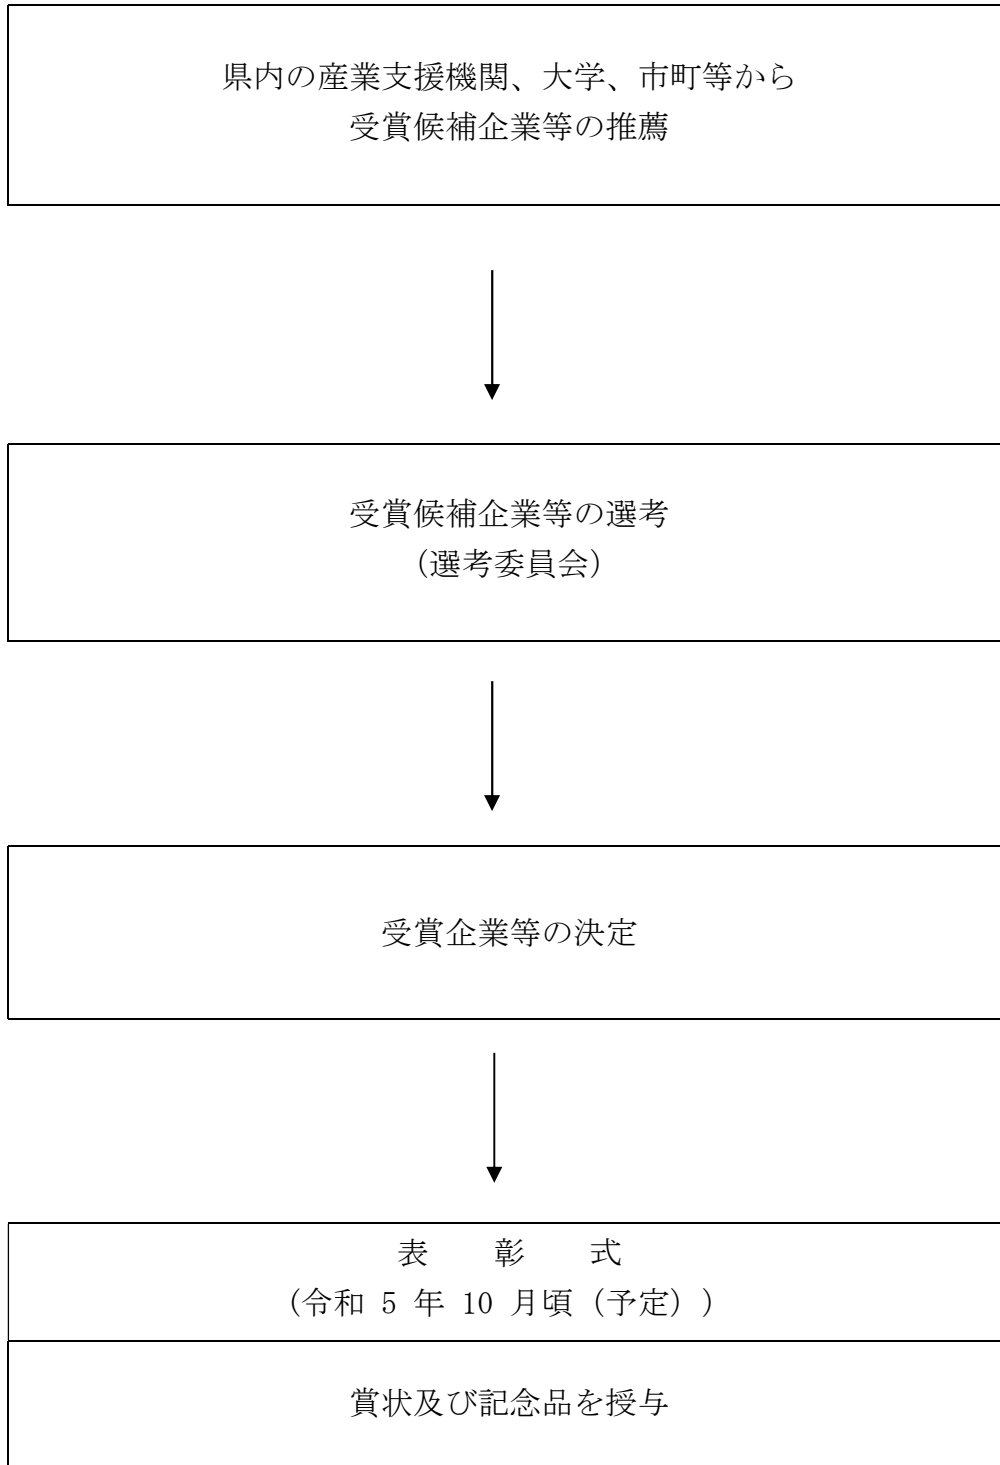 県内の産業支援機関、大学、市町等から
受賞候補企業等の推薦
受賞候補企業等の選考
（選考委員会）
受賞企業等の決定
表　彰　式
（令和 5 年 10 月頃（予定））
賞状及び記念品を授与